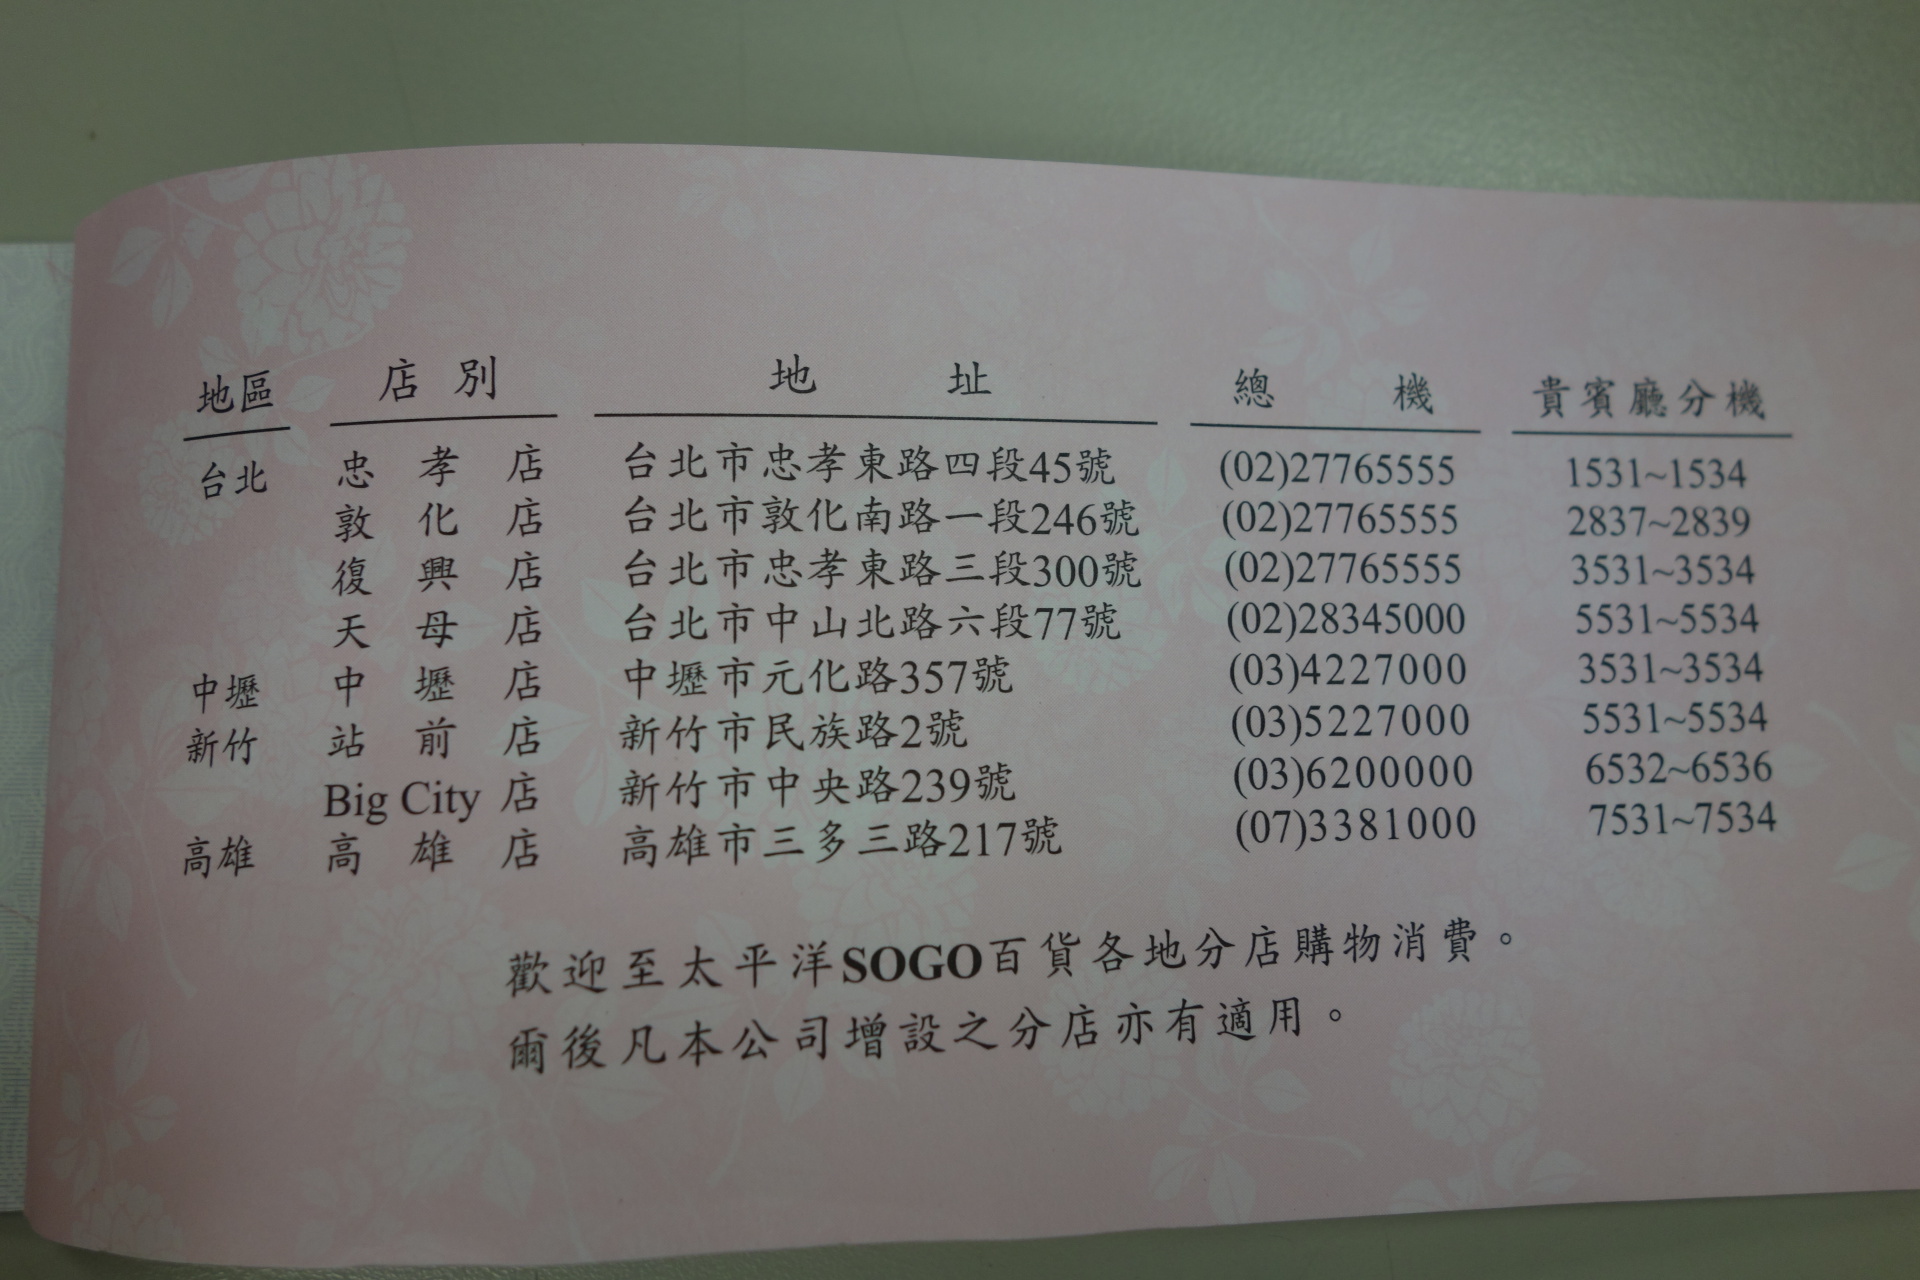 地區 店別 地址 總機 貴賓廳分機
台北 忠孝店 台北市忠孝東路四段45號 (02)27765555 1531~1534
敦化店 台北市敦化南路一段246號 (02)27765555 2837~2839
復興店 台北市忠孝東路三段300號 (02)27765555 3531~3534
天母店 台北市中山北路六段77號 (02)28345000 5531~5534
中壢 中壢店 中壢市元化路357號 (03)4227000 3531~3534
新竹 站前店 新竹市民族路2號 (03)5227000 5531~5534
Big City 店 新竹市中央路239號 (03)6200000 6532~6536
高雄 高雄店 高雄市三多三路217號 (07)3381000 7531~7534
歡迎至太平洋SOGO百貨各地分店購物消費。
爾後凡本公司增設之分店亦有適用。